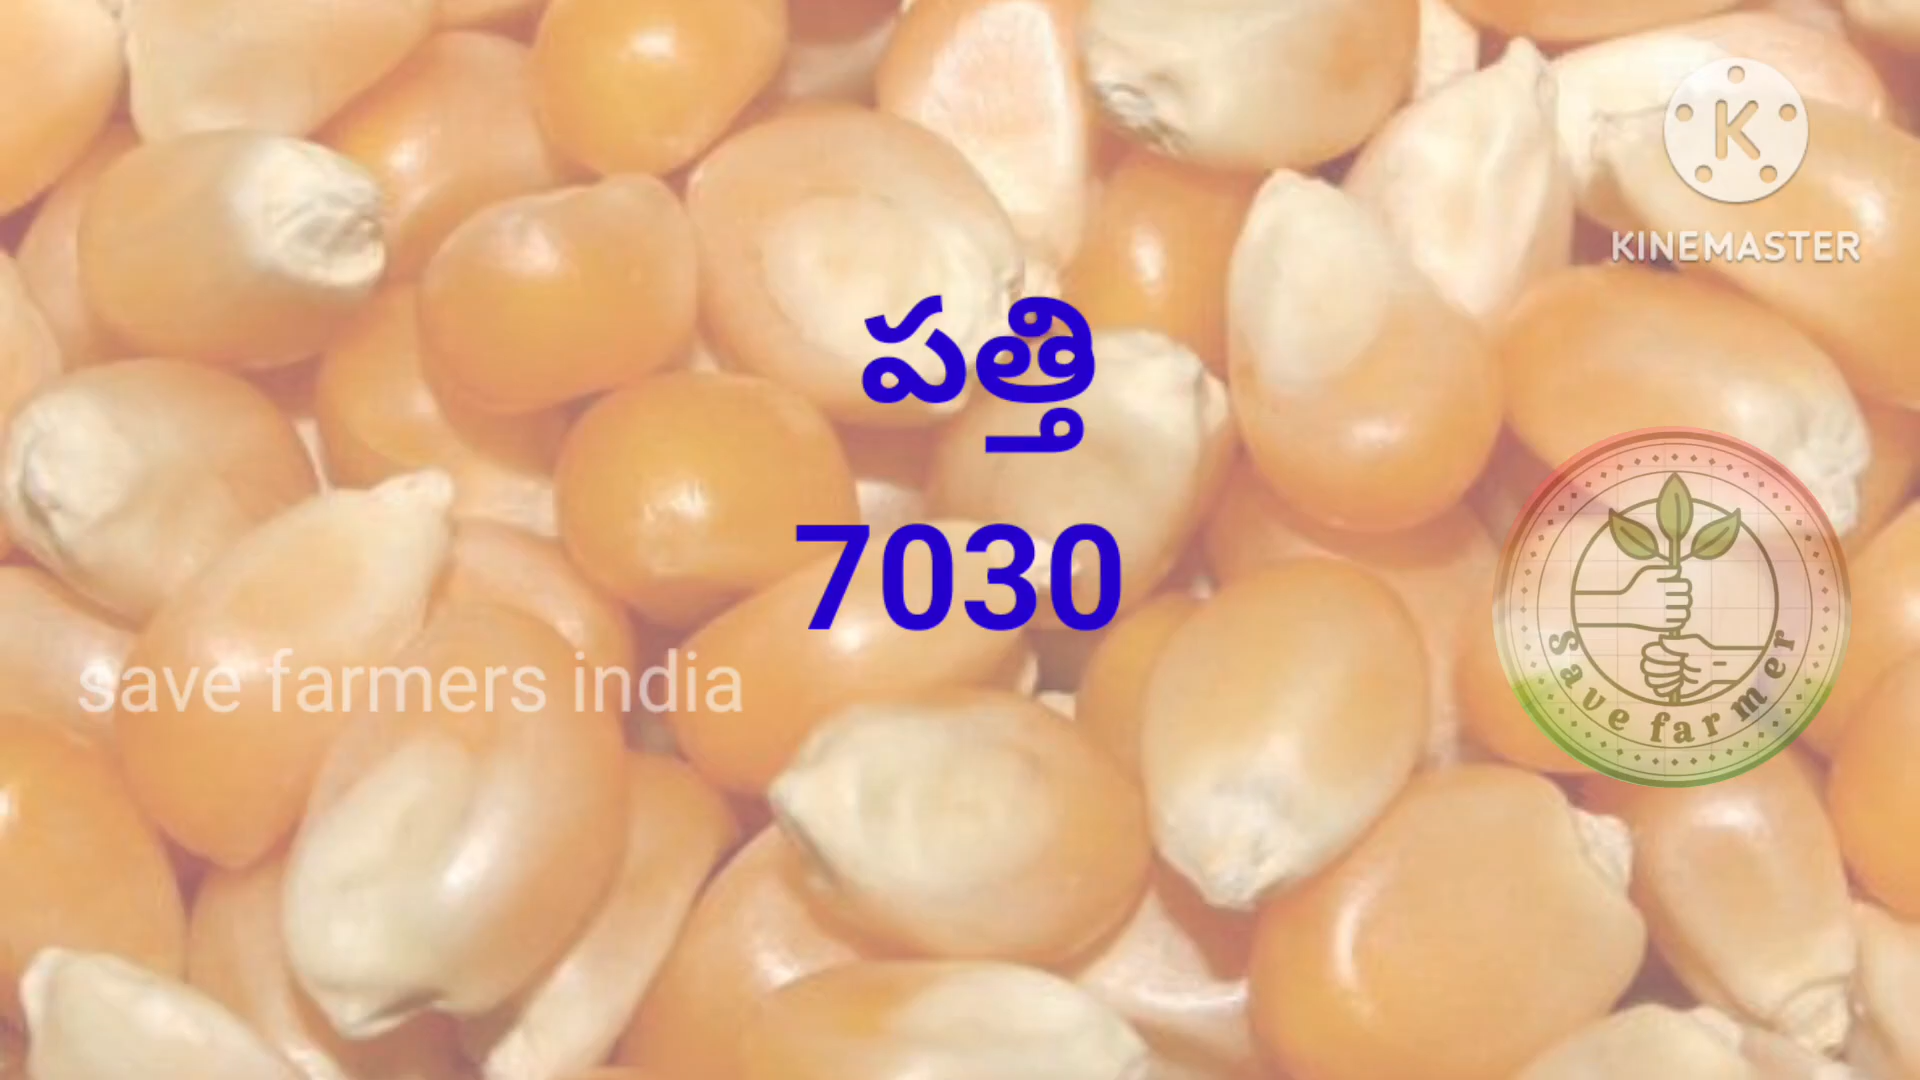 K
KINEMASTER
పత్తి
7030
save farmers india
Save farmer